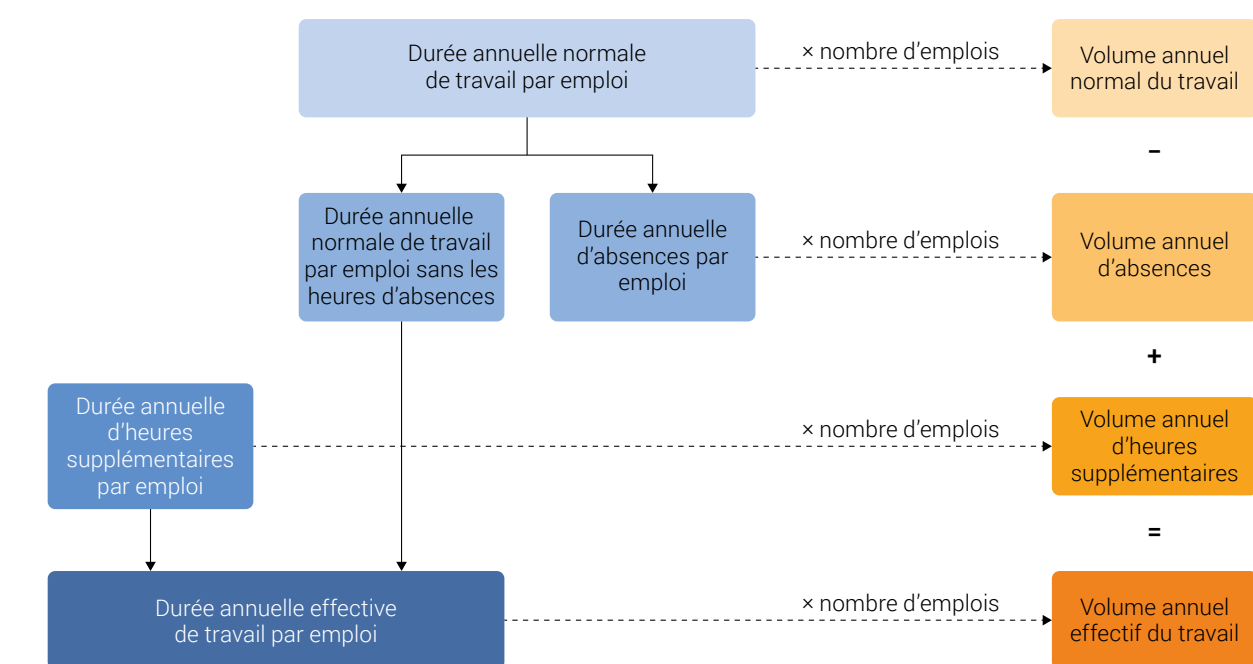 Durée annuelle normale
de travail par emploi
× nombre d’emplois
Volume annuel
normal du travail
–
Durée annuelle
normale de travail
par emploi sans les
heures d’absences
Durée annuelle
d’absences par
emploi
× nombre d’emplois
Volume annuel
d’absences
+
Durée annuelle
d’heures
supplémentaires
par emploi
× nombre d’emplois
Volume annuel
d’heures
supplémentaires
=
Durée annuelle effective
de travail par emploi
× nombre d’emplois
Volume annuel
effectif du travail